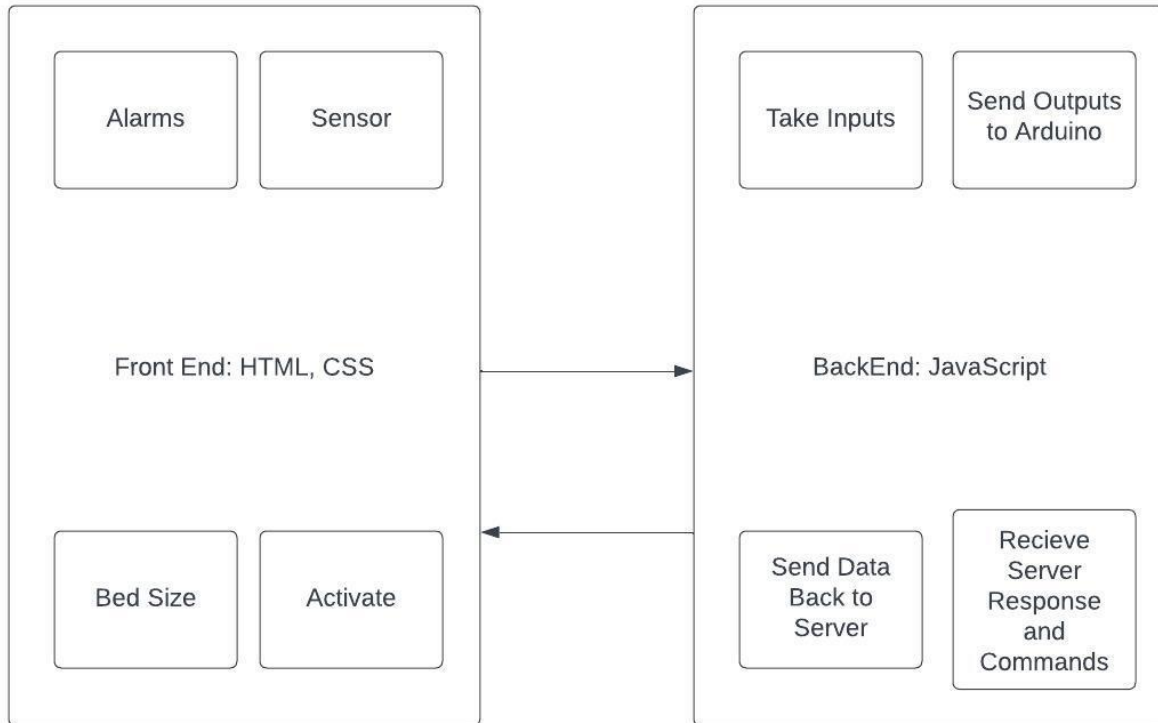 Alarms
Sensor
Take Inputs
Send Outputs
to Arduino
Front End: HTML, CSS
BackEnd: JavaScript
Bed Size
Activate
Send Data
Back to
Server
Recieve
Server
Response
and
Commands